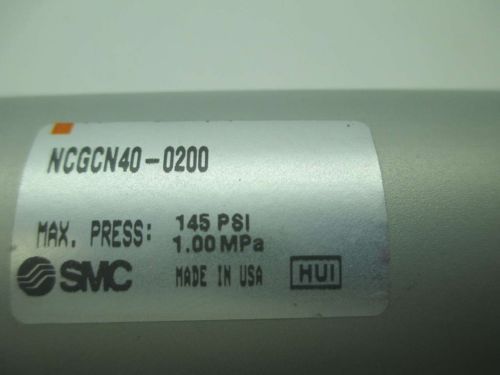 NCGCN40-0200
MAX. PRESS: 145 PSI
1.00 MPa
SMC MADE IN USA HUI